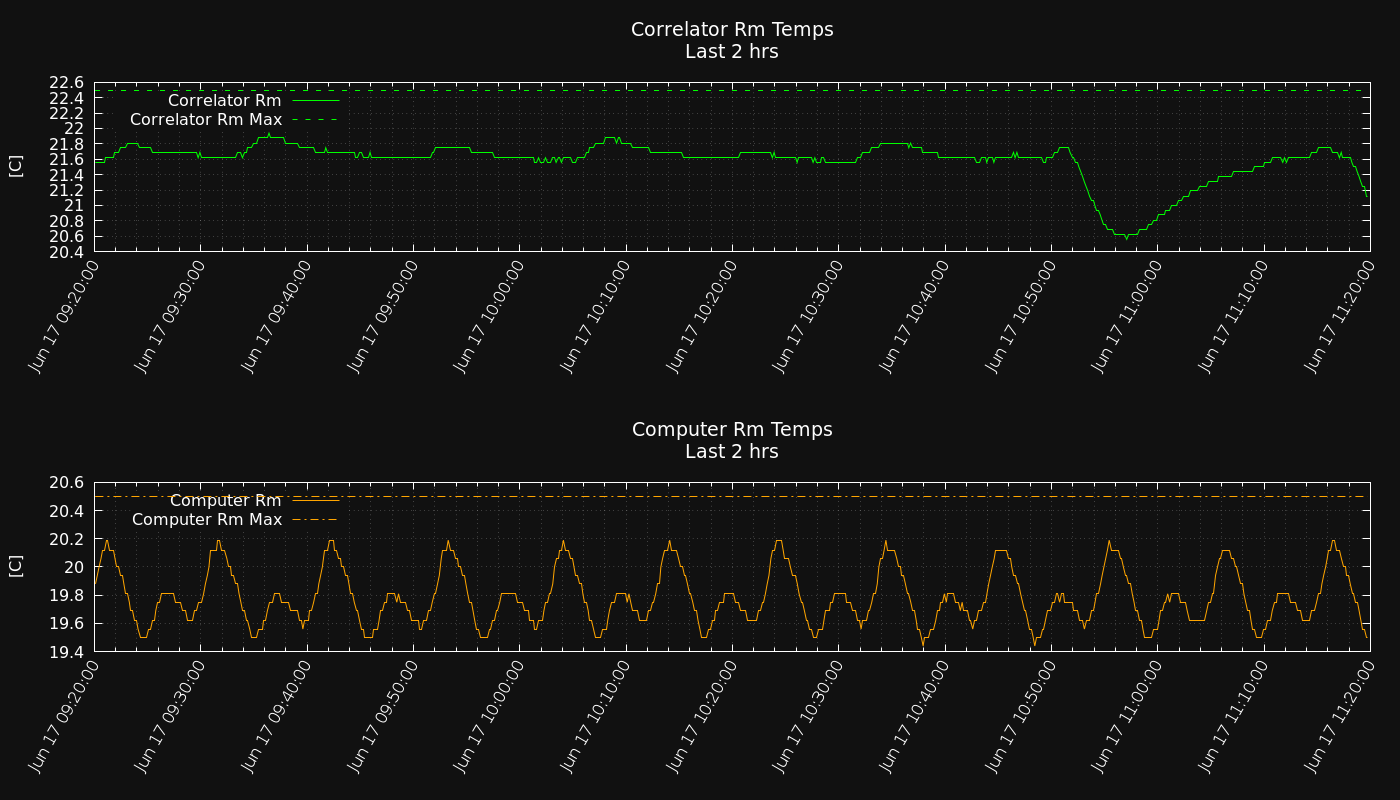 Correlator Rm Temps
Last 2 hrs
22.6
22.4
22.2
22
21.8
21.6
21.4
21.2
21
20.8
20.6
20.4
[C]
Correlator Rm
Correlator Rm Max
Jun 17 09:20:00
Jun 17 09:30:00
Jun 17 09:40:00
Jun 17 09:50:00
Jun 17 10:00:00
Jun 17 10:10:00
Jun 17 10:20:00
Jun 17 10:30:00
Jun 17 10:40:00
Jun 17 10:50:00
Jun 17 11:00:00
Jun 17 11:10:00
Jun 17 11:20:00
Computer Rm Temps
Last 2 hrs
20.6
20.4
20.2
20
19.8
19.6
19.4
[C]
Computer Rm
Computer Rm Max
Jun 17 09:20:00
Jun 17 09:30:00
Jun 17 09:40:00
Jun 17 09:50:00
Jun 17 10:00:00
Jun 17 10:10:00
Jun 17 10:20:00
Jun 17 10:30:00
Jun 17 10:40:00
Jun 17 10:50:00
Jun 17 11:00:00
Jun 17 11:10:00
Jun 17 11:20:00